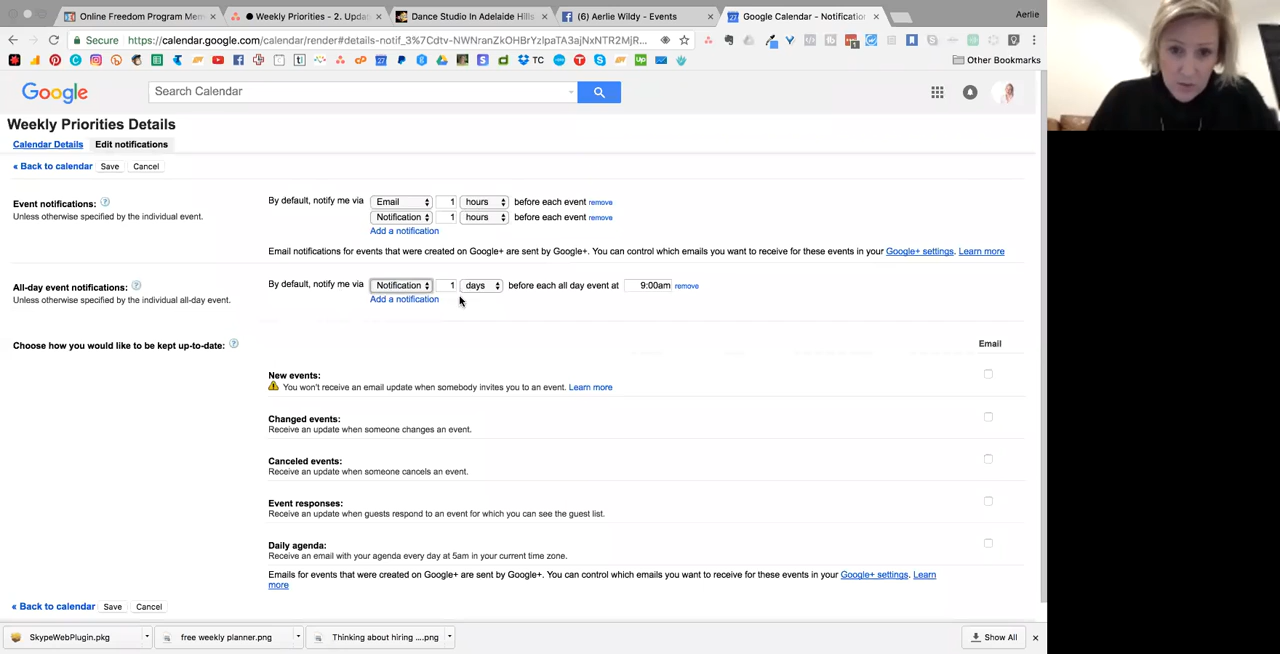 Online Freedom Program Mem
Weekly Priorities - 2. Upda
Dance Studio In Adelaide Hills
(6) Aerlie Wildy - Events
Google Calendar - Notificatio
Aerlie
Secure
https://calendar.google.com/calendar/render#details-notif_3%7Cdtv-NWNranZkOHBrYzlpaTA3ajNxNTR2MjR...
TC
Up
Other Bookmarks
Google
Search Calendar
Weekly Priorities Details
Calendar Details Edit notifications
« Back to calendar Save Cancel
Event notifications:
Unless otherwise specified by the individual event.
By default, notify me via Email 1 hours before each event remove
Notification 1 hours before each event remove
Add a notification
Email notifications for events that were created on Google+ are sent by Google+. You can control which emails you want to receive for these events in your Google+ settings. Learn more
All-day event notifications:
Unless otherwise specified by the individual all-day event.
By default, notify me via Notification 1 days before each all day event at 9:00am remove
Add a notification
Choose how you would like to be kept up-to-date:
Email
New events:
You won't receive an email update when somebody invites you to an event. Learn more
Changed events:
Receive an update when someone changes an event.
Canceled events:
Receive an update when someone cancels an event.
Event responses:
Receive an update when guests respond to an event for which you can see the guest list.
Daily agenda:
Receive an email with your agenda every day at 5am in your current time zone.
Emails for events that were created on Google+ are sent by Google+. You can control which emails you want to receive for these events in your Google+ settings. Learn
more
« Back to calendar Save Cancel
SkypeWebPlugin.pkg
free weekly planner.png
Thinking about hiring ....png
Show All